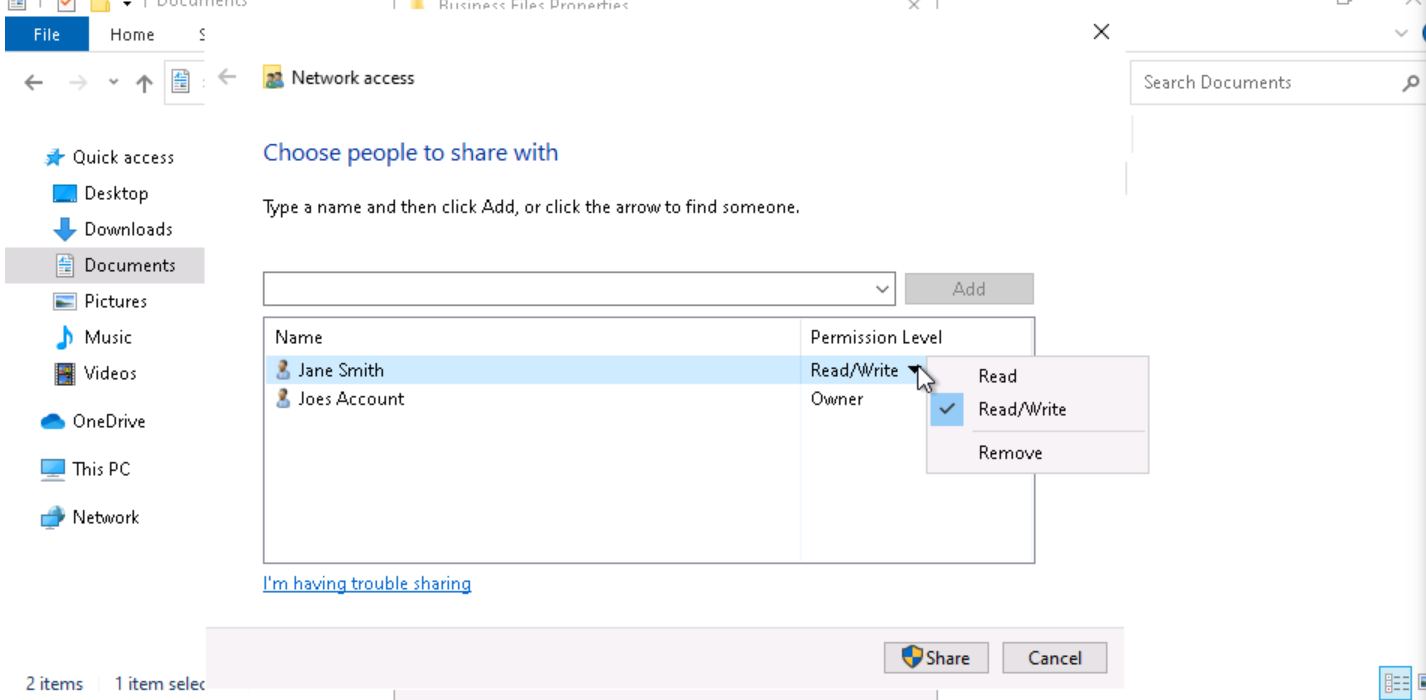 Documents
Business Files Properties
File
Home
Network access
Search Documents
Quick access
Desktop
Downloads
Documents
Pictures
Music
Videos
OneDrive
This PC
Network
Choose people to share with
Type a name and then click Add, or click the arrow to find someone.
Add
Name Permission Level
Jane Smith Read/Write
Joes Account Owner
Read
Read/Write
Remove
I'm having trouble sharing
Share Cancel
2 items 1 item selec